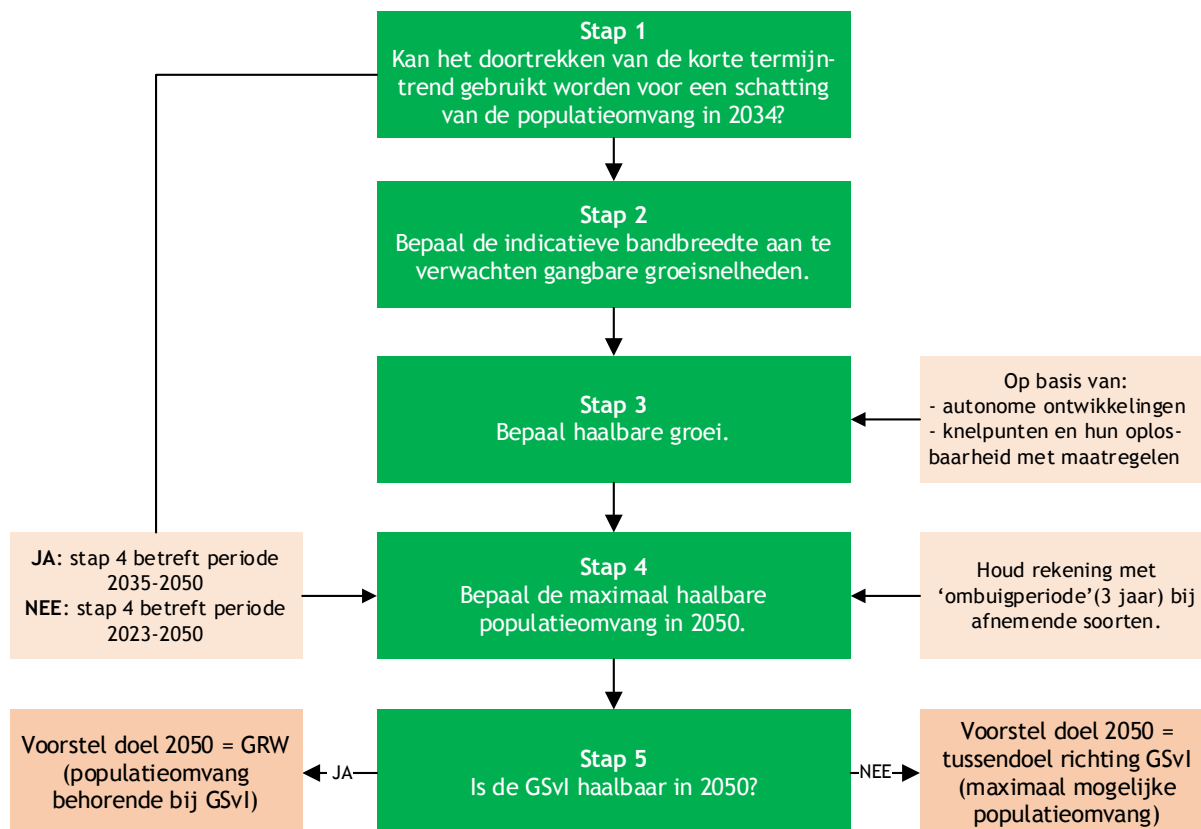 Stap 1
Kan het doortrekken van de korte termijn-
trend gebruikt worden voor een schatting
van de populatieomvang in 2034?
Stap 2
Bepaal de indicatieve bandbreedte aan te
verwachten gangbare groeisnelheden.
Stap 3
Bepaal haalbare groei.
Op basis van:
- autonome ontwikkelingen
- knelpunten en hun oplos-
baarheid met maatregelen
JA: stap 4 betreft periode
2035-2050
NEE: stap 4 betreft periode
2023-2050
Stap 4
Bepaal de maximaal haalbare
populatieomvang in 2050.
Houd rekening met
‘ombuigperiode’(3 jaar) bij
afnemende soorten.
Voorstel doel 2050 = GRW
(populatieomvang
behorende bij GSvI)
JA
Stap 5
Is de GSvI haalbaar in 2050?
NEE
Voorstel doel 2050 =
tussendoel richting GSvI
(maximaal mogelijke
populatieomvang)